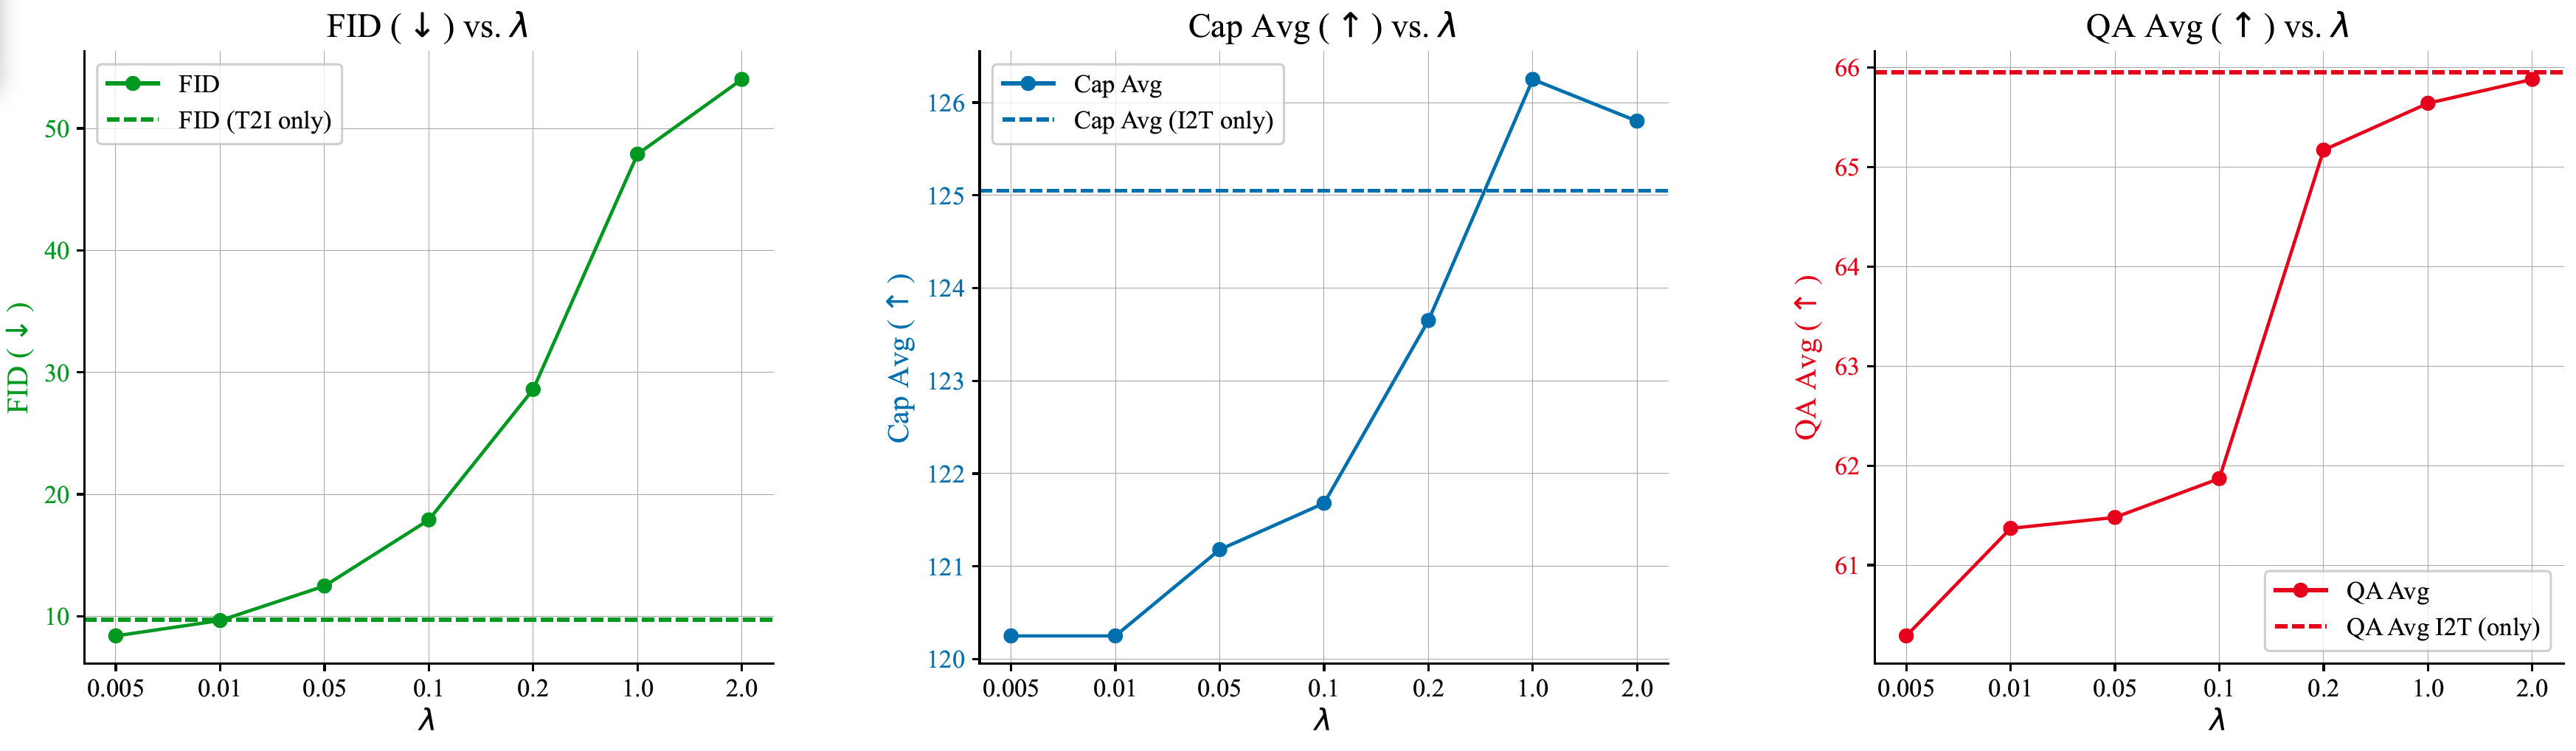 FID ( ↓ ) vs. λ
FID
FID (T2I only)
50
40
30
20
10
FID ( ↓ )
0.005 0.01 0.05 0.1 0.2 1.0 2.0
λ
Cap Avg ( ↑ ) vs. λ
Cap Avg
Cap Avg (I2T only)
126
125
124
123
122
121
120
Cap Avg ( ↑ )
0.005 0.01 0.05 0.1 0.2 1.0 2.0
λ
QA Avg ( ↑ ) vs. λ
66
65
64
63
62
61
QA Avg ( ↑ )
QA Avg
QA Avg I2T (only)
0.005 0.01 0.05 0.1 0.2 1.0 2.0
λ